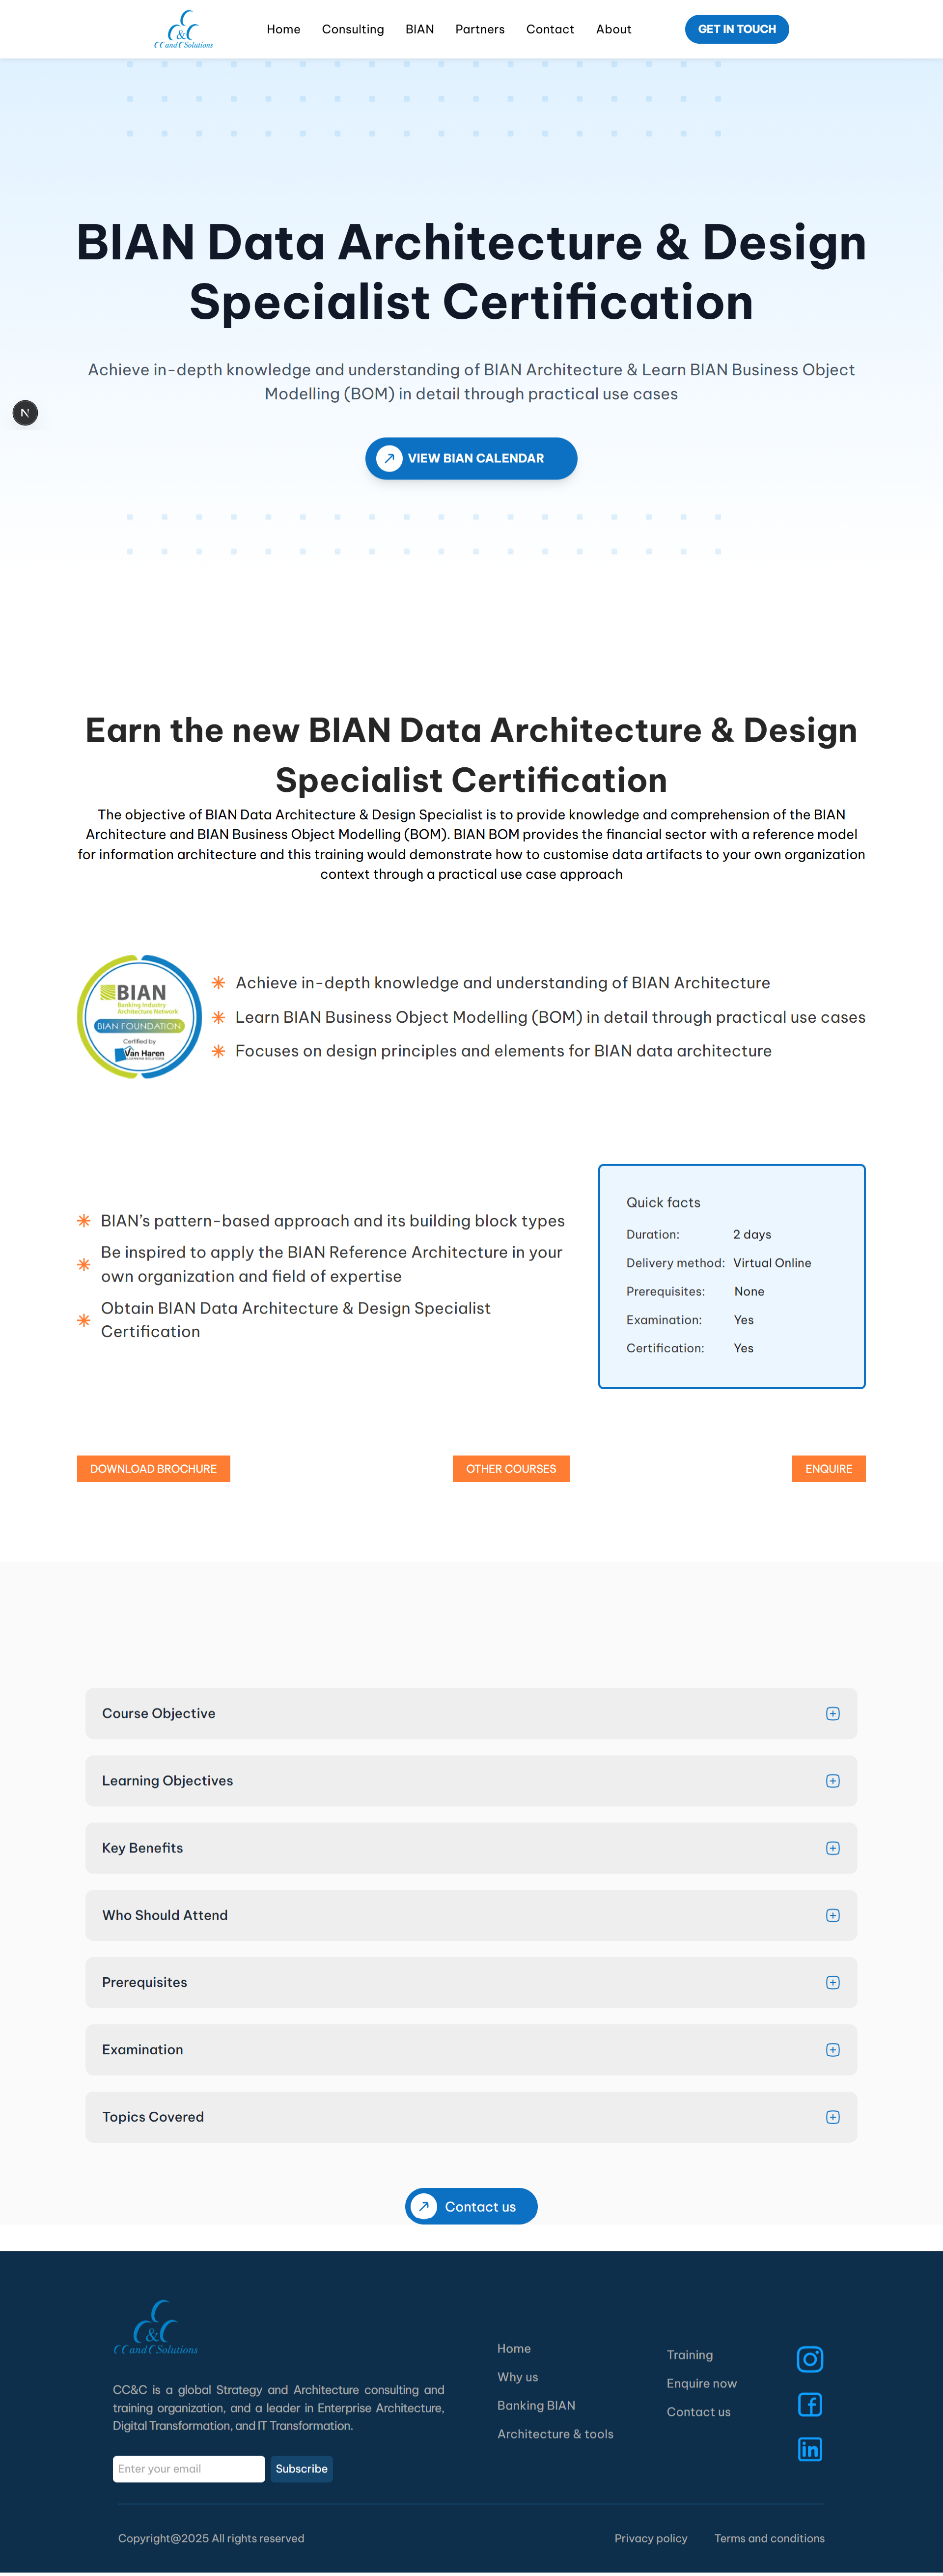 CC and C Solutions
Home
Consulting
BIAN
Partners
Contact
About
GET IN TOUCH
BIAN Data Architecture & Design
Specialist Certification
Achieve in-depth knowledge and understanding of BIAN Architecture & Learn BIAN Business Object
Modelling (BOM) in detail through practical use cases
N
VIEW BIAN CALENDAR
Earn the new BIAN Data Architecture & Design
Specialist Certification
The objective of BIAN Data Architecture & Design Specialist is to provide knowledge and comprehension of the BIAN
Architecture and BIAN Business Object Modelling (BOM). BIAN BOM provides the financial sector with a reference model
for information architecture and this training would demonstrate how to customise data artifacts to your own organization
context through a practical use case approach
BIAN
Banking Industry
Architecture Network
BIAN FOUNDATION
Certified by
Van Haren
LEARNING SOLUTIONS
Achieve in-depth knowledge and understanding of BIAN Architecture
Learn BIAN Business Object Modelling (BOM) in detail through practical use cases
Focuses on design principles and elements for BIAN data architecture
BIAN’s pattern-based approach and its building block types
Be inspired to apply the BIAN Reference Architecture in your
own organization and field of expertise
Obtain BIAN Data Architecture & Design Specialist
Certification
Quick facts
Duration: 2 days
Delivery method: Virtual Online
Prerequisites: None
Examination: Yes
Certification: Yes
DOWNLOAD BROCHURE
OTHER COURSES
ENQUIRE
Course Objective
Learning Objectives
Key Benefits
Who Should Attend
Prerequisites
Examination
Topics Covered
Contact us
CC and C Solutions
CC&C is a global Strategy and Architecture consulting and
training organization, and a leader in Enterprise Architecture,
Digital Transformation, and IT Transformation.
Enter your email
Subscribe
Home
Why us
Banking BIAN
Architecture & tools
Training
Enquire now
Contact us
Copyright@2025 All rights reserved
Privacy policy
Terms and conditions